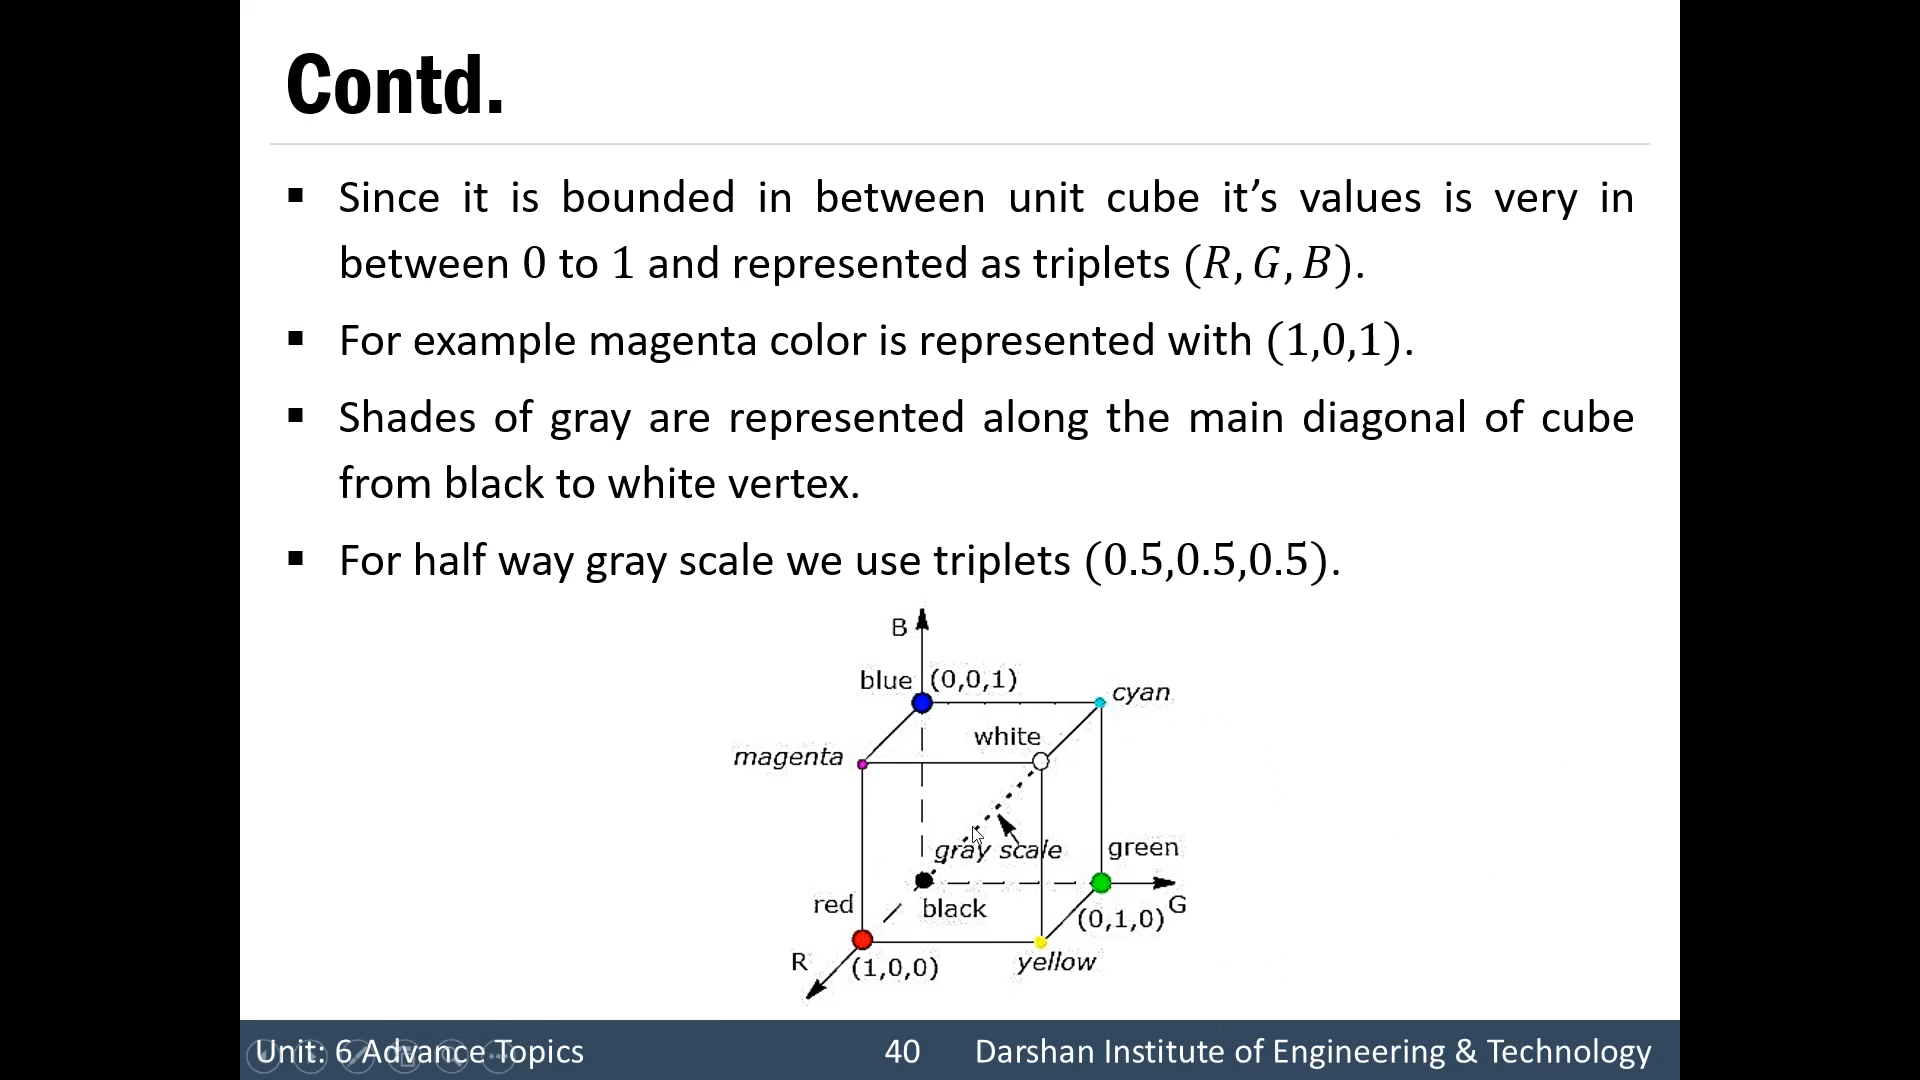 Contd.
▪ Since it is bounded in between unit cube it’s values is very in
between 0 to 1 and represented as triplets (R, G, B).
▪ For example magenta color is represented with (1,0,1).
▪ Shades of gray are represented along the main diagonal of cube
from black to white vertex.
▪ For half way gray scale we use triplets (0.5,0.5,0.5).
B
blue (0,0,1)
cyan
white
magenta
gray scale
green
red
black
G
(0,1,0)
R
(1,0,0)
yellow
Unit: 6 Advance Topics 40 Darshan Institute of Engineering & Technology